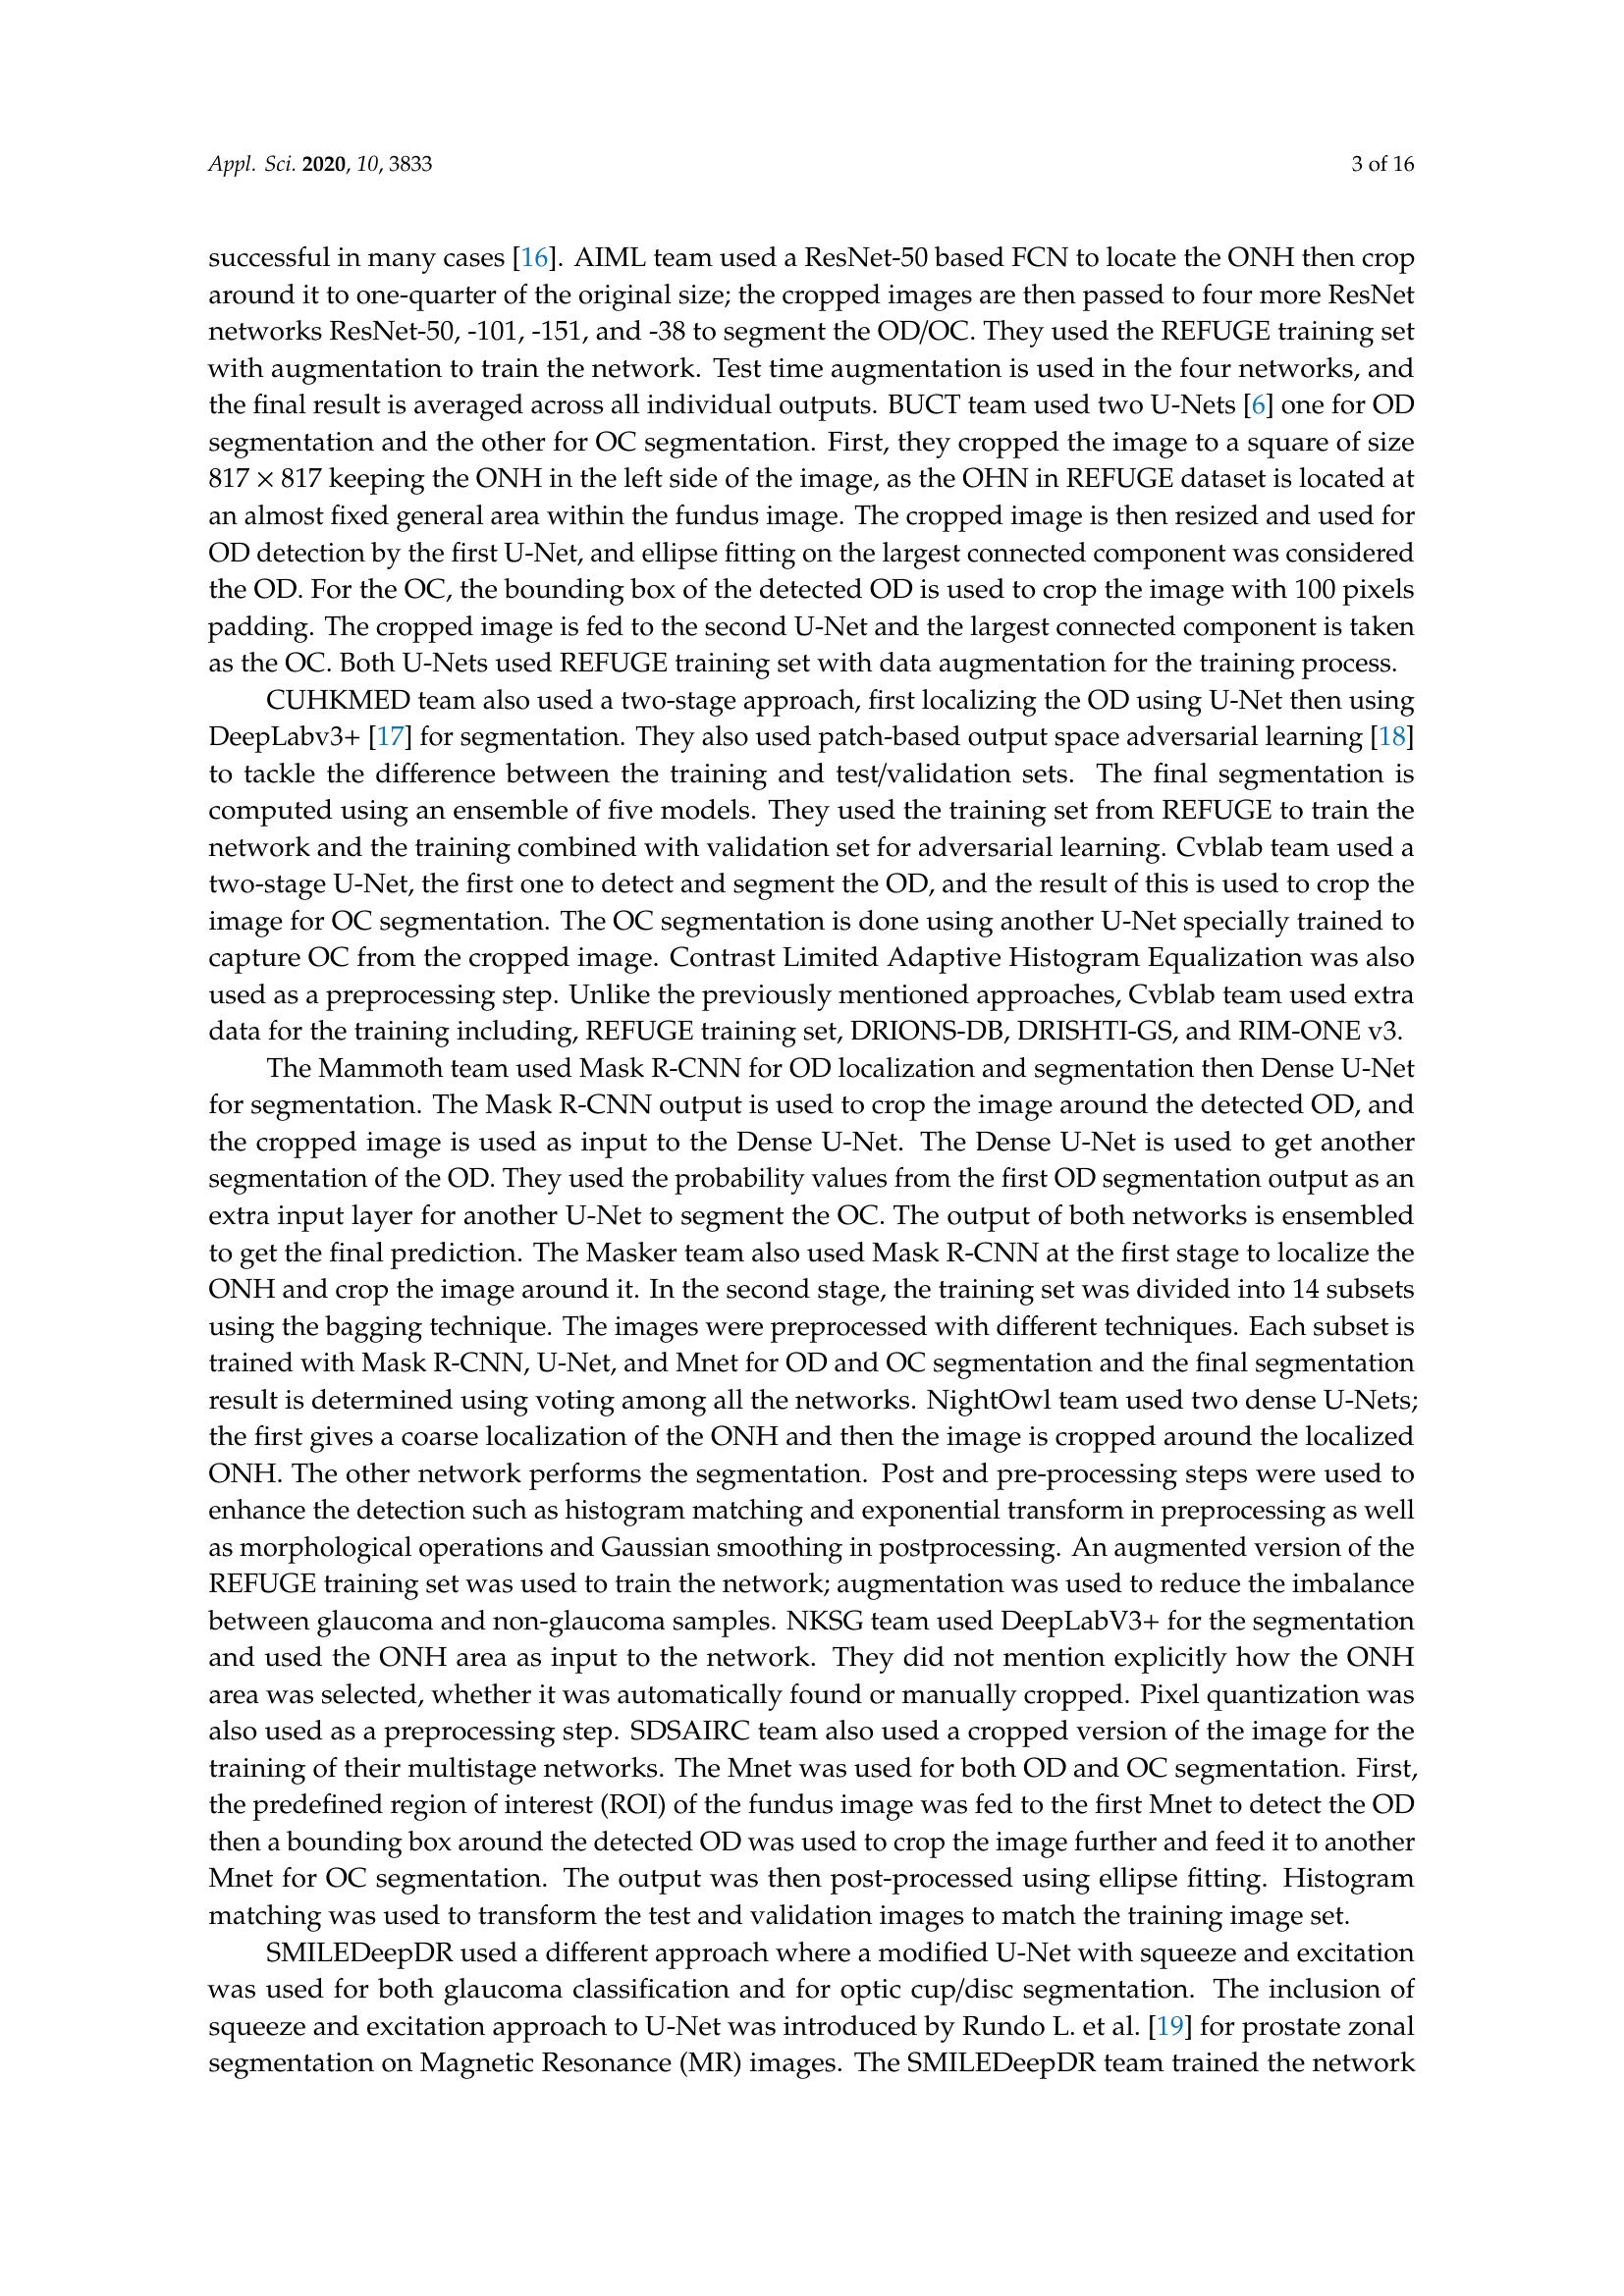 Appl. Sci. 2020, 10, 3833
3 of 16
successful in many cases [16]. AIML team used a ResNet-50 based FCN to locate the ONH then crop
around it to one-quarter of the original size; the cropped images are then passed to four more ResNet
networks ResNet-50, -101, -151, and -38 to segment the OD/OC. They used the REFUGE training set
with augmentation to train the network. Test time augmentation is used in the four networks, and
the final result is averaged across all individual outputs. BUCT team used two U-Nets [6] one for OD
segmentation and the other for OC segmentation. First, they cropped the image to a square of size
817 × 817 keeping the ONH in the left side of the image, as the OHN in REFUGE dataset is located at
an almost fixed general area within the fundus image. The cropped image is then resized and used for
OD detection by the first U-Net, and ellipse fitting on the largest connected component was considered
the OD. For the OC, the bounding box of the detected OD is used to crop the image with 100 pixels
padding. The cropped image is fed to the second U-Net and the largest connected component is taken
as the OC. Both U-Nets used REFUGE training set with data augmentation for the training process.
CUHKMED team also used a two-stage approach, first localizing the OD using U-Net then using
DeepLabv3+ [17] for segmentation. They also used patch-based output space adversarial learning [18]
to tackle the difference between the training and test/validation sets. The final segmentation is
computed using an ensemble of five models. They used the training set from REFUGE to train the
network and the training combined with validation set for adversarial learning. Cvblab team used a
two-stage U-Net, the first one to detect and segment the OD, and the result of this is used to crop the
image for OC segmentation. The OC segmentation is done using another U-Net specially trained to
capture OC from the cropped image. Contrast Limited Adaptive Histogram Equalization was also
used as a preprocessing step. Unlike the previously mentioned approaches, Cvblab team used extra
data for the training including, REFUGE training set, DRIONS-DB, DRISHTI-GS, and RIM-ONE v3.
The Mammoth team used Mask R-CNN for OD localization and segmentation then Dense U-Net
for segmentation. The Mask R-CNN output is used to crop the image around the detected OD, and
the cropped image is used as input to the Dense U-Net. The Dense U-Net is used to get another
segmentation of the OD. They used the probability values from the first OD segmentation output as an
extra input layer for another U-Net to segment the OC. The output of both networks is ensembled
to get the final prediction. The Masker team also used Mask R-CNN at the first stage to localize the
ONH and crop the image around it. In the second stage, the training set was divided into 14 subsets
using the bagging technique. The images were preprocessed with different techniques. Each subset is
trained with Mask R-CNN, U-Net, and Mnet for OD and OC segmentation and the final segmentation
result is determined using voting among all the networks. NightOwl team used two dense U-Nets;
the first gives a coarse localization of the ONH and then the image is cropped around the localized
ONH. The other network performs the segmentation. Post and pre-processing steps were used to
enhance the detection such as histogram matching and exponential transform in preprocessing as well
as morphological operations and Gaussian smoothing in postprocessing. An augmented version of the
REFUGE training set was used to train the network; augmentation was used to reduce the imbalance
between glaucoma and non-glaucoma samples. NKSG team used DeepLabV3+ for the segmentation
and used the ONH area as input to the network. They did not mention explicitly how the ONH
area was selected, whether it was automatically found or manually cropped. Pixel quantization was
also used as a preprocessing step. SDSAIRC team also used a cropped version of the image for the
training of their multistage networks. The Mnet was used for both OD and OC segmentation. First,
the predefined region of interest (ROI) of the fundus image was fed to the first Mnet to detect the OD
then a bounding box around the detected OD was used to crop the image further and feed it to another
Mnet for OC segmentation. The output was then post-processed using ellipse fitting. Histogram
matching was used to transform the test and validation images to match the training image set.
SMILEDeepDR used a different approach where a modified U-Net with squeeze and excitation
was used for both glaucoma classification and for optic cup/disc segmentation. The inclusion of
squeeze and excitation approach to U-Net was introduced by Rundo L. et al. [19] for prostate zonal
segmentation on Magnetic Resonance (MR) images. The SMILEDeepDR team trained the network